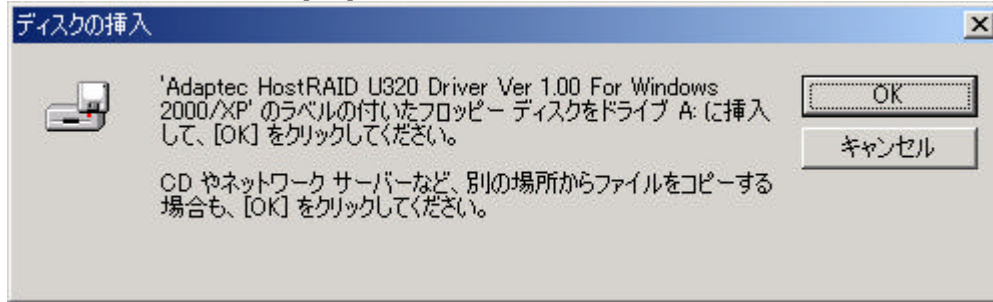 ディスクの挿入
'Adaptec HostRAID U320 Driver Ver 1.00 For Windows
2000/XP' のラベルの付いたフロッピー ディスクをドライブ A: に挿入
して、[OK] をクリックしてください。
OK
キャンセル
CD やネットワーク サーバーなど、別の場所からファイルをコピーする
場合も、[OK] をクリックしてください。